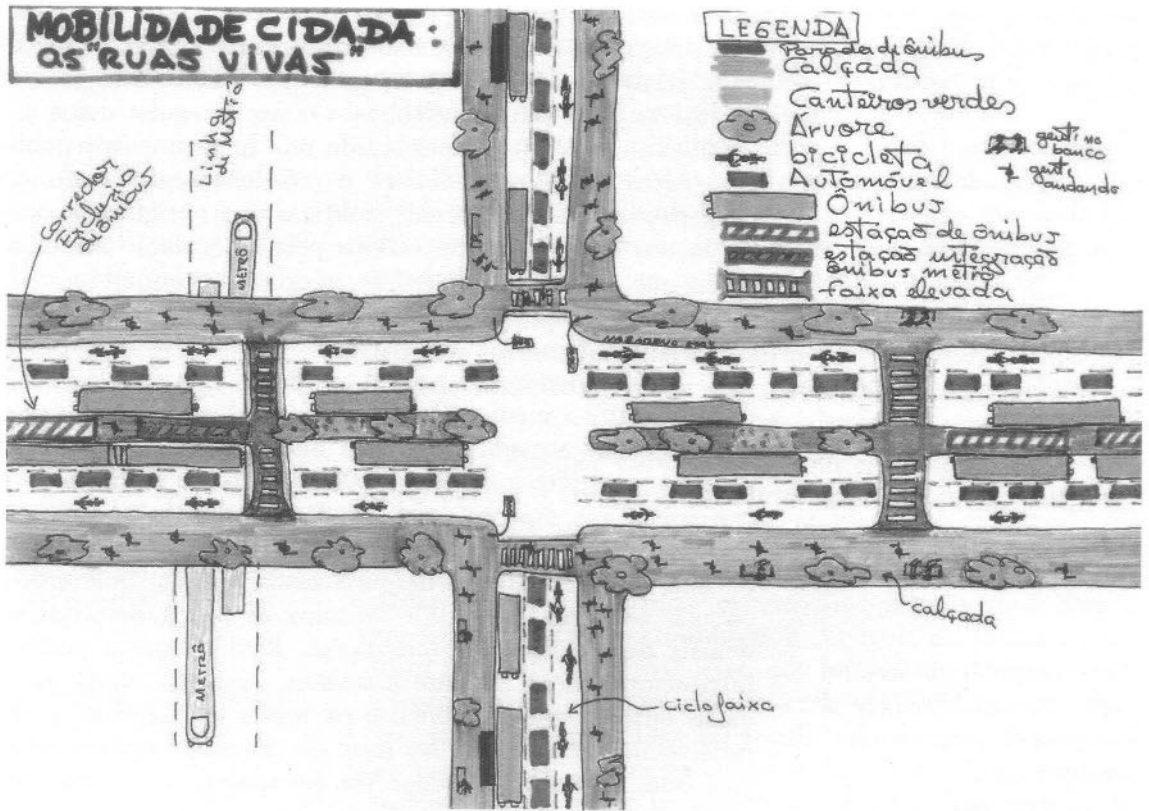 MOBILIDADE CIDADÃ:
OS "RUAS VIVAS"
LEGENDA
Parada de ônibus
Calçada
Canteiros verdes
Árvore
bicicleta
Automóvel
Ônibus
estação de ônibus
estação integração
ônibus metrô
faixa elevada
gente no
banco
gente
andando
Linha
de Metrô
Corredor
Exclusivo
de ônibus
METRÔ
calçada
METRÔ
ciclofaixa